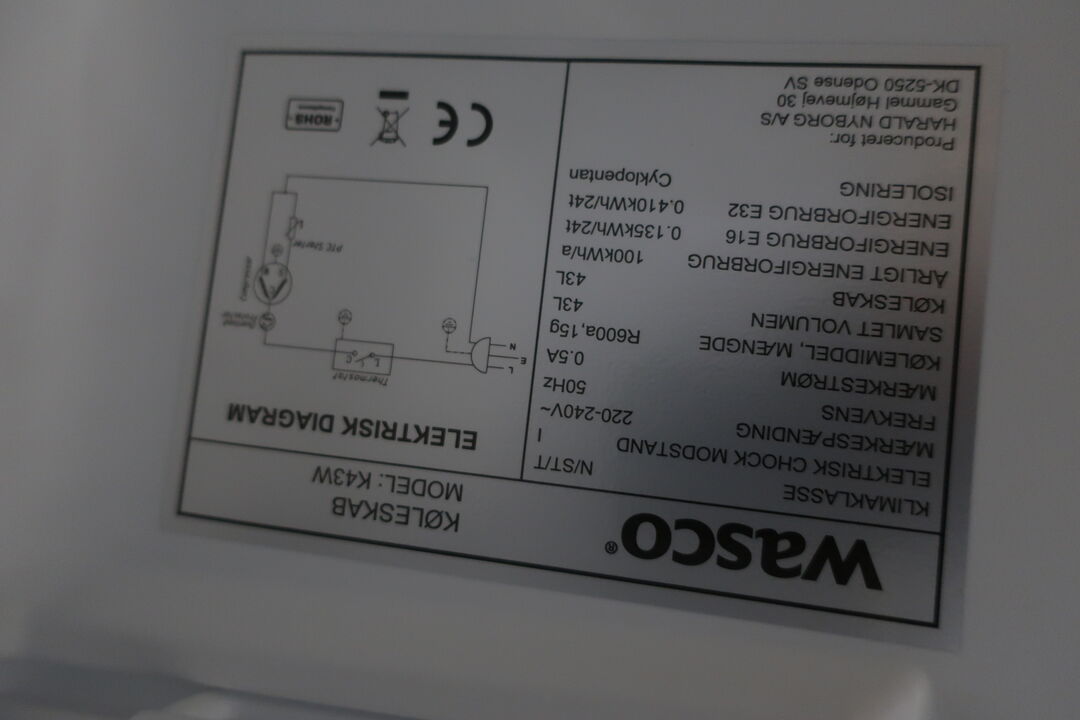 wasco®
KØLESKAB
MODEL: K43W
KLIMAKLASSE N/ST/T
ELEKTRISK CHOCK MODSTAND I
MÆRKESPÆNDING 220-240V~
FREKVENS 50Hz
MÆRKESTRØM 0.5A
KØLEMIDDEL, MÆNGDE R600a,15g
SAMLET VOLUMEN 43L
KØLESKAB 43L
ÅRLIGT ENERGIFORBRUG 100kWh/a
ENERGIFORBRUG E16 0.135kWh/24t
ENERGIFORBRUG E32 0.410kWh/24t
ISOLERING Cyklopentan
Produceret for:
HARALD NYBORG A/S
Gammel Højmevej 30
DK-5250 Odense SV
ELEKTRISK DIAGRAM
Thermostat
L
E
N
L
C
Thermal
Protector
Compressor
PTC Starter
CE
ROHS